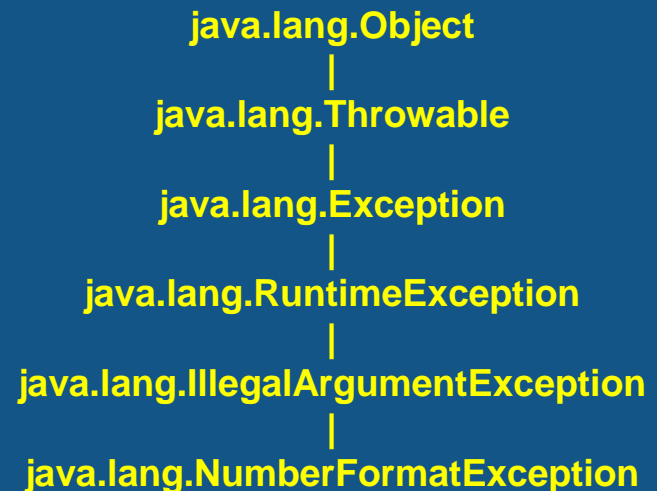 java.lang.Object
|
java.lang.Throwable
|
java.lang.Exception
|
java.lang.RuntimeException
|
java.lang.IllegalArgumentException
|
java.lang.NumberFormatException